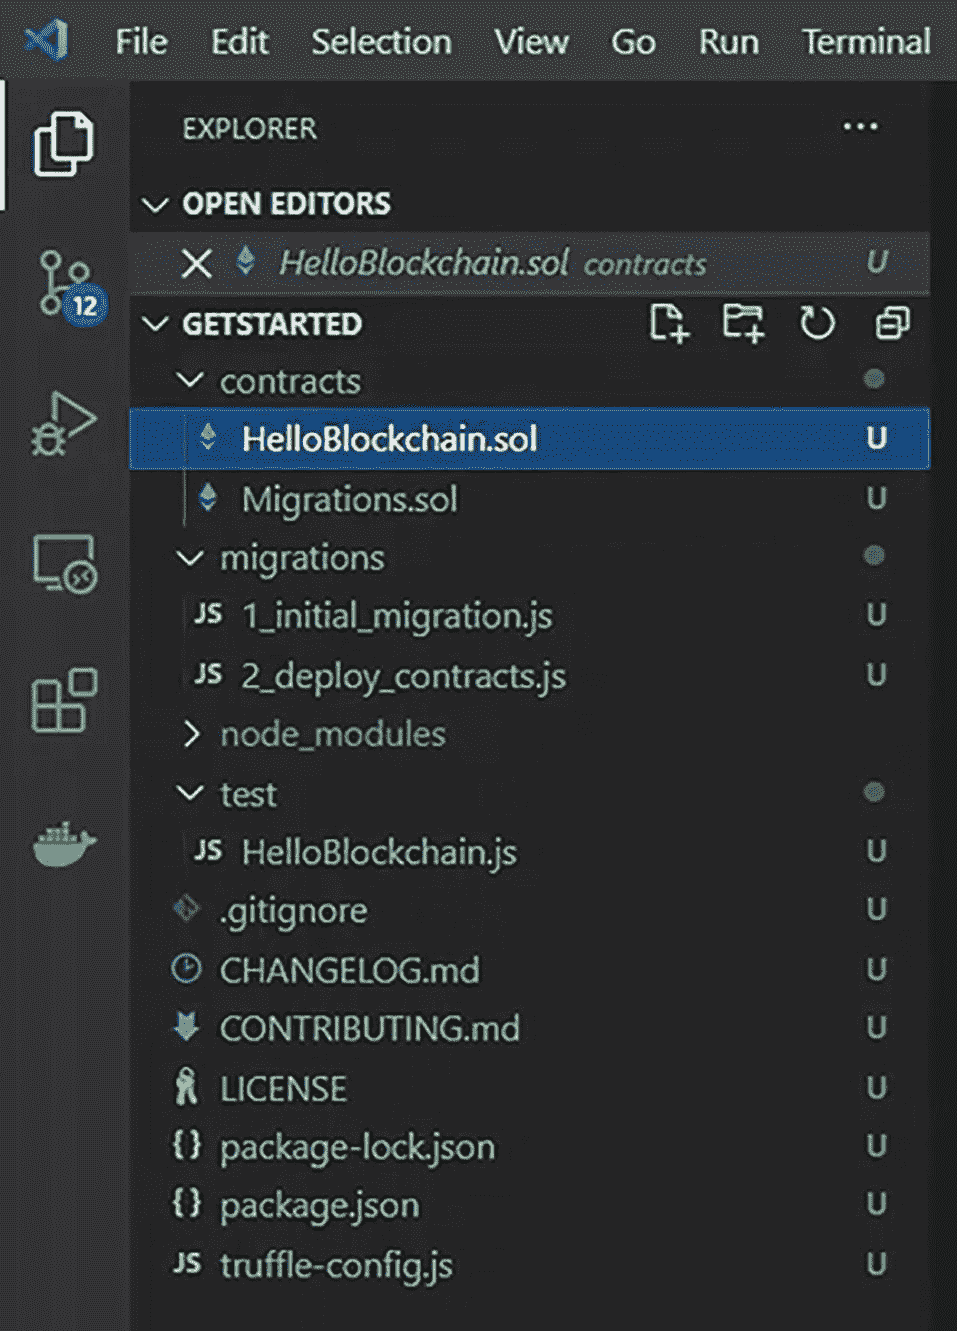 File Edit Selection View Go Run Terminal
EXPLORER ...
OPEN EDITORS
HelloBlockchain.sol contracts U
12
GETSTARTED
contracts
HelloBlockchain.sol U
Migrations.sol U
migrations
JS 1_initial_migration.js U
JS 2_deploy_contracts.js U
node_modules
test
JS HelloBlockchain.js U
.gitignore U
CHANGELOG.md U
CONTRIBUTING.md U
LICENSE U
{} package-lock.json U
{} package.json U
JS truffle-config.js U